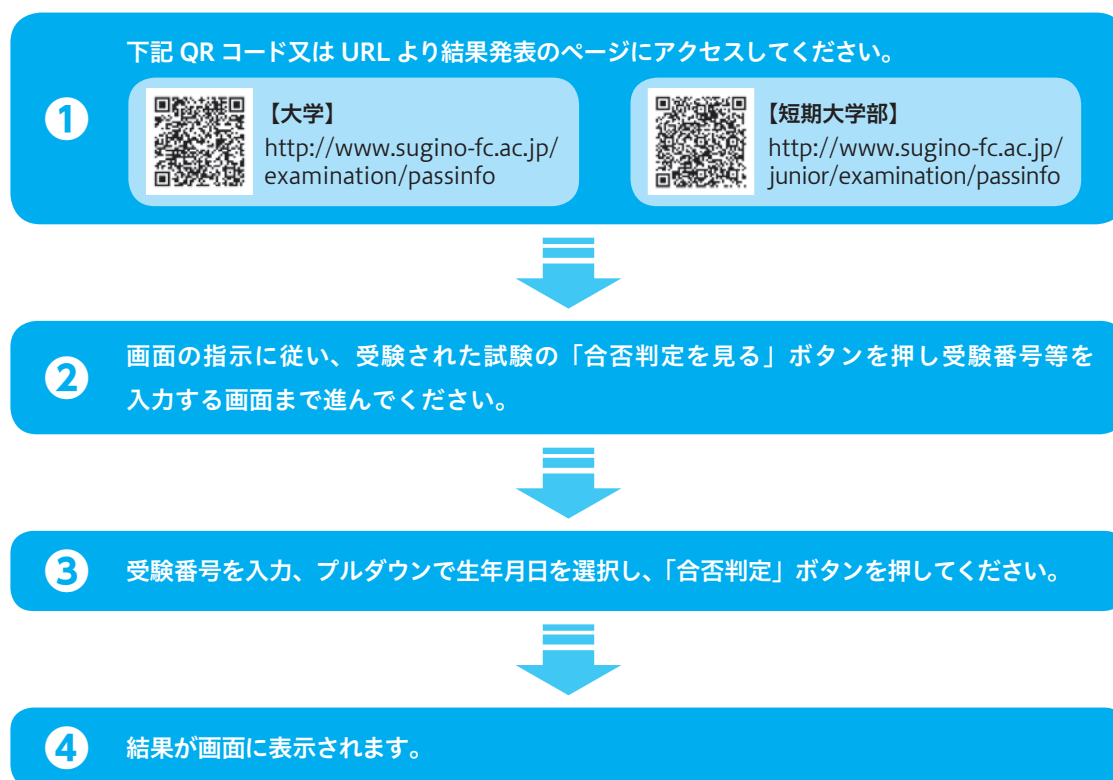 下記 QR コード又は URL より結果発表のページにアクセスしてください。
1
【大学】
http://www.sugino-fc.ac.jp/
examination/passinfo
【短期大学部】
http://www.sugino-fc.ac.jp/
junior/examination/passinfo
2
画面の指示に従い、受験された試験の「合否判定を見る」ボタンを押し受験番号等を
入力する画面まで進んでください。
3
受験番号を入力、プルダウンで生年月日を選択し、「合否判定」ボタンを押してください。
4
結果が画面に表示されます。